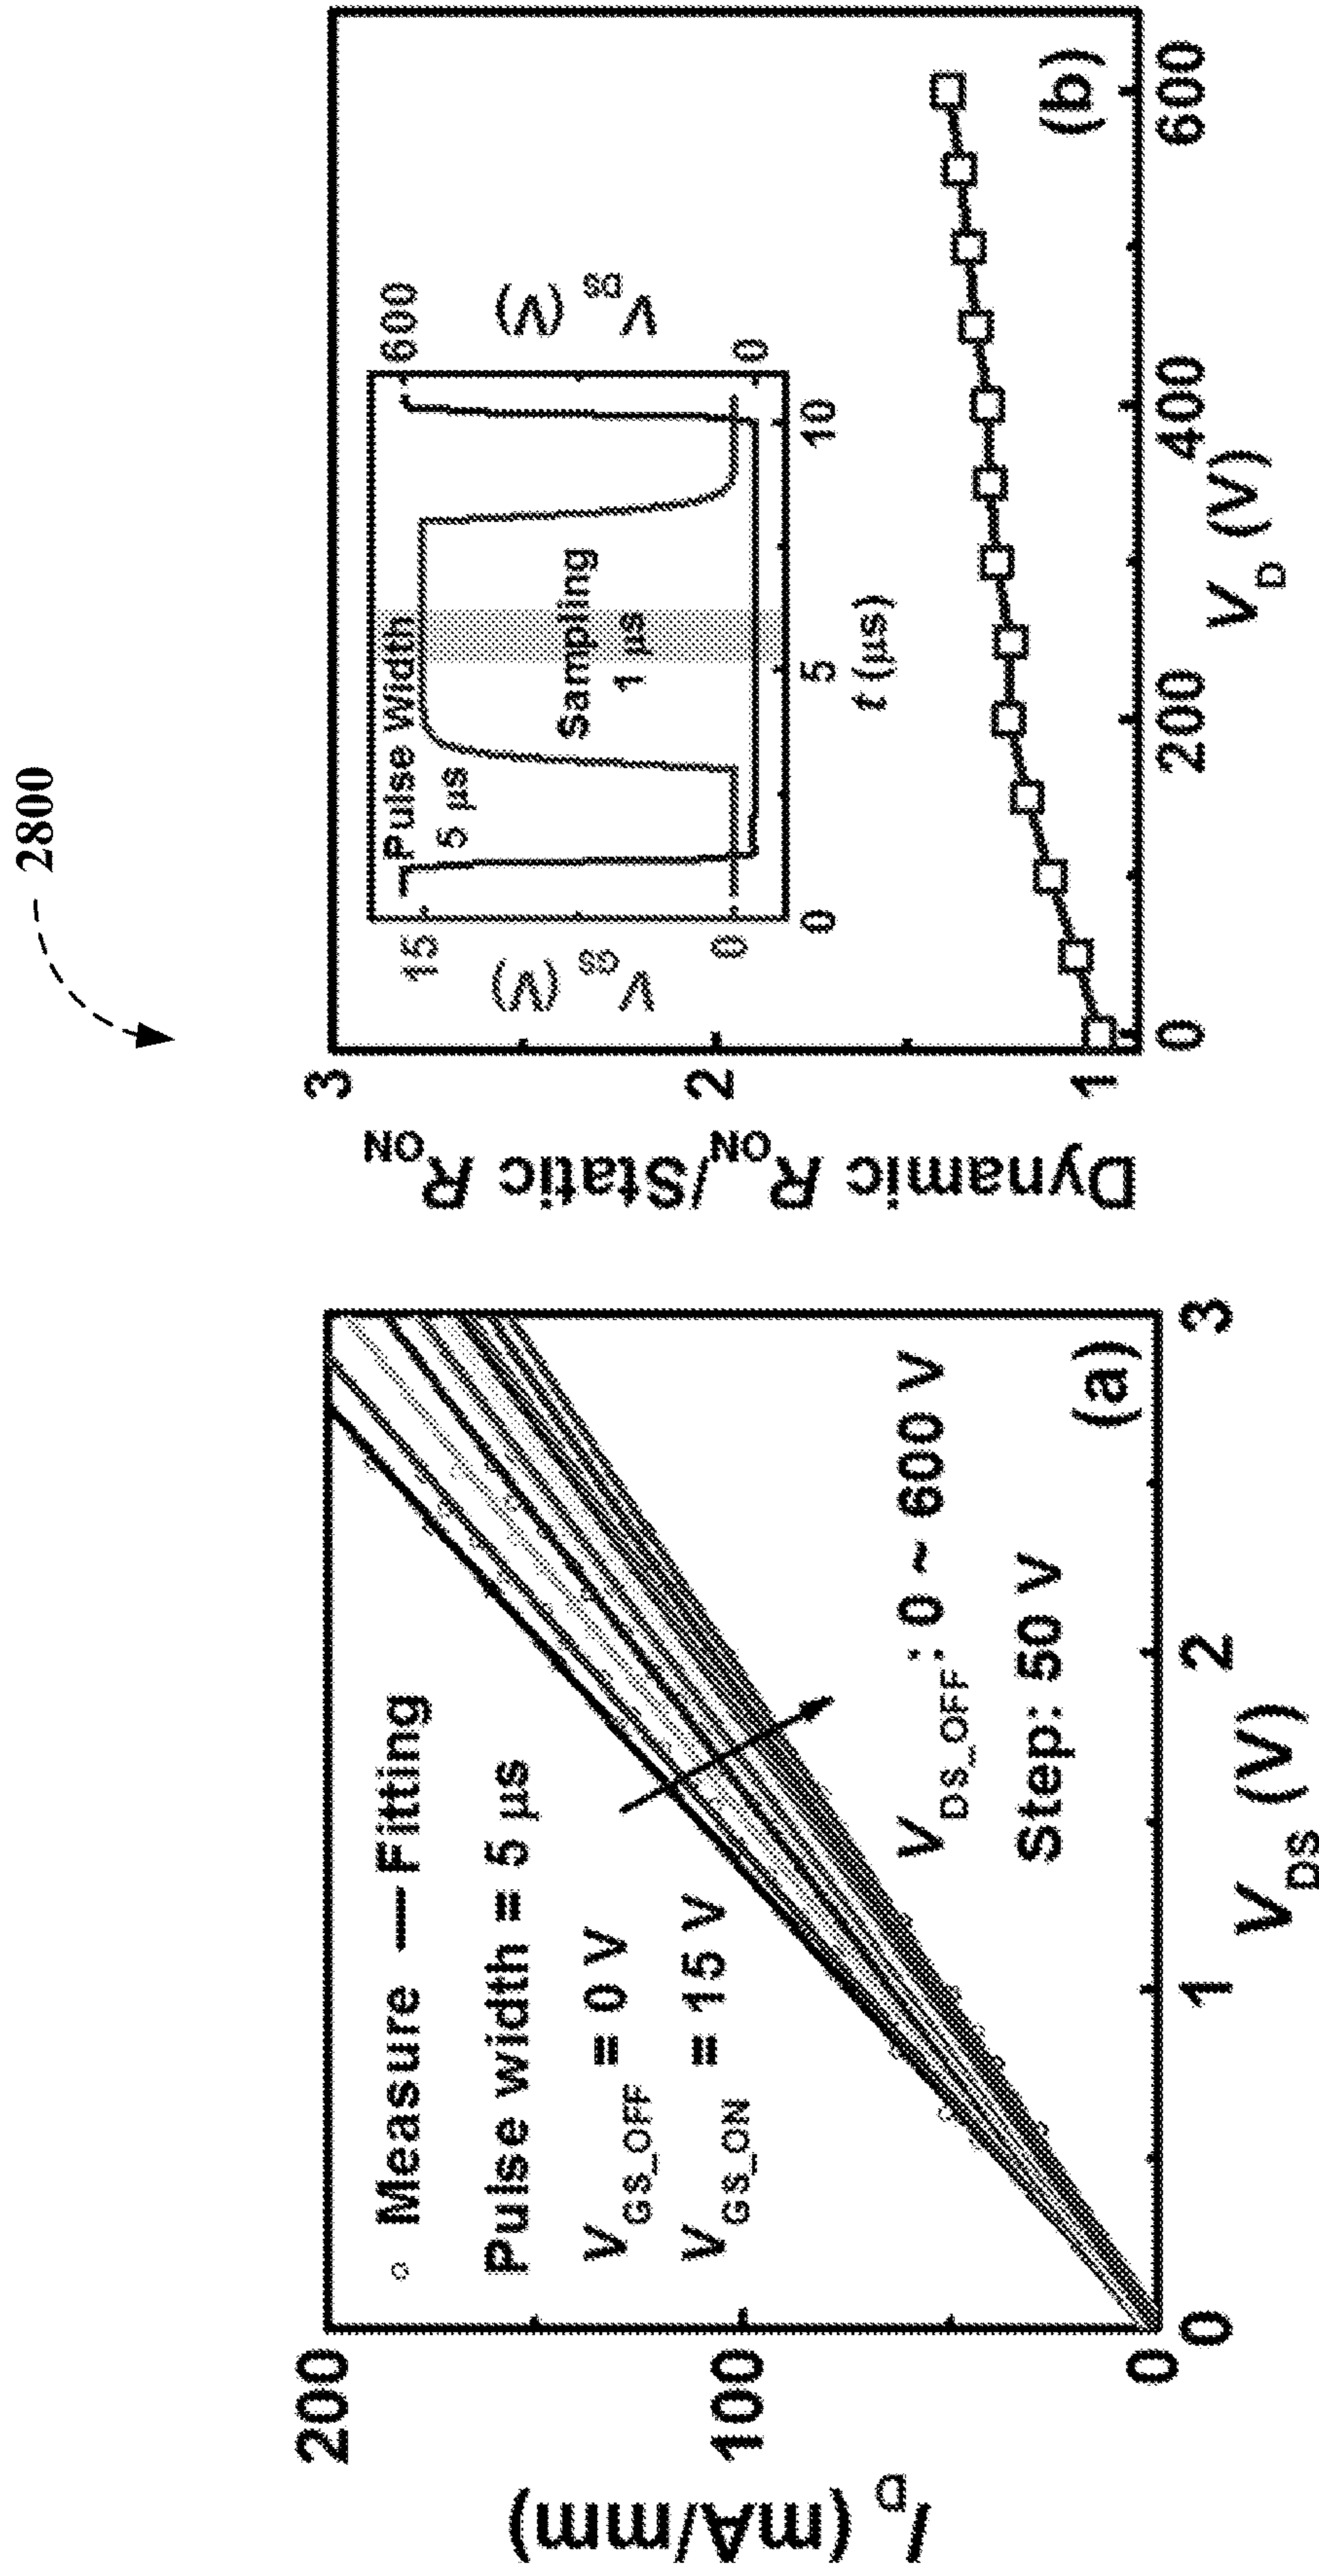 2800
200
100
0
I_D (mA/mm)
○ Measure — Fitting
Pulse width = 5 µs
V_GS_OFF = 0 V
V_GS_ON = 15 V
V_DS_OFF: 0 ~ 600 V
Step: 50 V
(a)
0 1 2 3
V_DS (V)
3
2
1
Dynamic R_ON/Static R_ON
15
0
V_GS (V)
Pulse Width
5 µs
Sampling
1 µs
600
0
V_DS (V)
0 5 10
t (µs)
(b)
0 200 400 600
V_D (V)